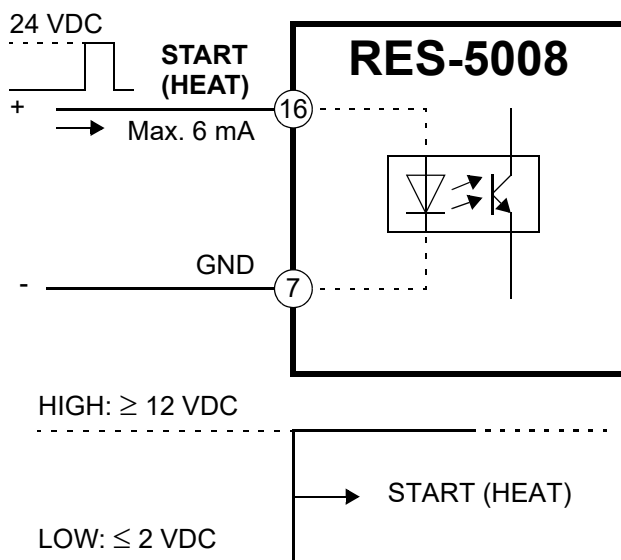 24 VDC
START
(HEAT)
RES-5008
+
16
Max. 6 mA
GND
-
7
HIGH: ≥ 12 VDC
START (HEAT)
LOW: ≤ 2 VDC